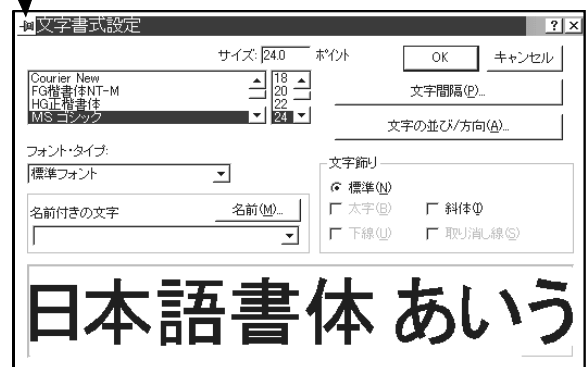 文字書式設定
サイズ: 24.0 ポイント
OK キャンセル
Courier New
FG楷書体NT-M
HG正楷書体
MS ゴシック
18
20
22
24
文字間隔(P)...
文字の並び/方向(A)...
フォント・タイプ:
標準フォント
文字飾り
標準(N)
太字(B) 斜体(I)
下線(U) 取り消し線(S)
名前付きの文字 名前(M)...
日本語書体 あいう